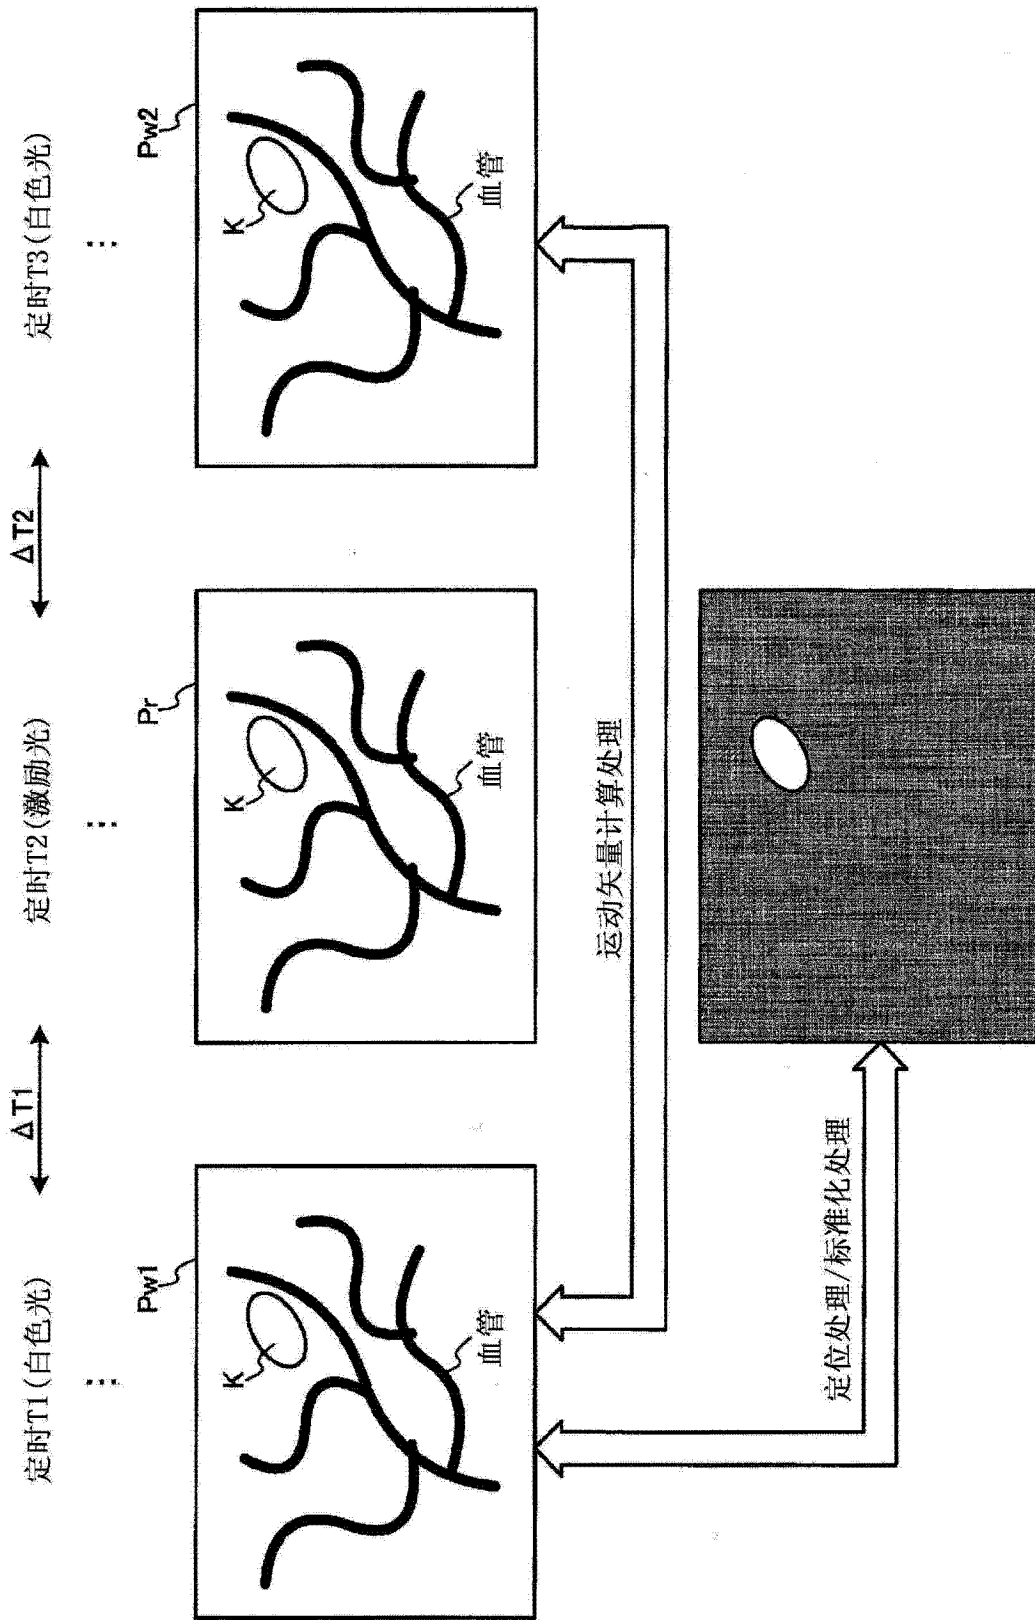 ΔT1
ΔT2
定时T1(白色光)
定时T2(激励光)
定时T3(白色光)
⋮
⋮
⋮
Pw1
Pr
Pw2
K
K
K
血管
血管
血管
运动矢量计算处理
定位处理/标准化处理